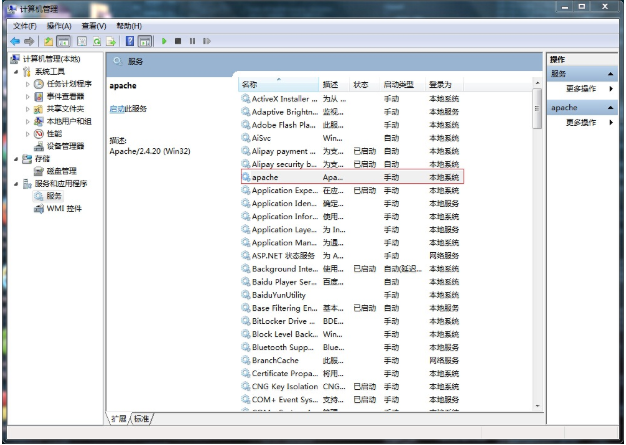 计算机管理
文件(F) 操作(A) 查看(V) 帮助(H)
计算机管理(本地)
系统工具
任务计划程序
事件查看器
共享文件夹
本地用户和组
性能
设备管理器
存储
磁盘管理
服务和应用程序
服务
WMI 控件
服务
apache
启动此服务
描述:
Apache/2.4.20 (Win32)
名称 描述 状态 启动类型 登录为
ActiveX Installer ... 为从 ... 手动 本地系统
Adaptive Brightn... 监视... 手动 本地服务
Adobe Flash Pla... 此服... 手动 本地系统
AiSvc Win... 自动 本地系统
Alipay payment ... 为支... 已启动 自动 本地系统
Alipay security b... 为支... 已启动 自动 本地系统
apache Apa... 手动 本地系统
Application Expe... 在应... 已启动 手动 本地系统
Application Iden... 确定... 手动 本地服务
Application Infor... 使用... 手动 本地系统
Application Laye... 为 In... 手动 本地服务
Application Man... 为通... 手动 本地系统
ASP.NET 状态服务 为 A... 手动 网络服务
Background Inte... 使用... 已启动 自动(延迟... 本地系统
Baidu Player Ser... 百度... 自动 本地系统
BaiduYunUtility 手动 本地系统
Base Filtering En... 基本... 已启动 自动 本地服务
BitLocker Drive ... BDE... 手动 本地系统
Block Level Back... Win... 手动 本地系统
Bluetooth Supp... Blue... 手动 本地服务
BranchCache 此服... 手动 网络服务
Certificate Propa... 将用... 手动 本地系统
CNG Key Isolation CNG... 已启动 手动 本地系统
COM+ Event Sys... 支持... 已启动 自动 本地服务
扩展 标准
操作
服务
更多操作
apache
更多操作